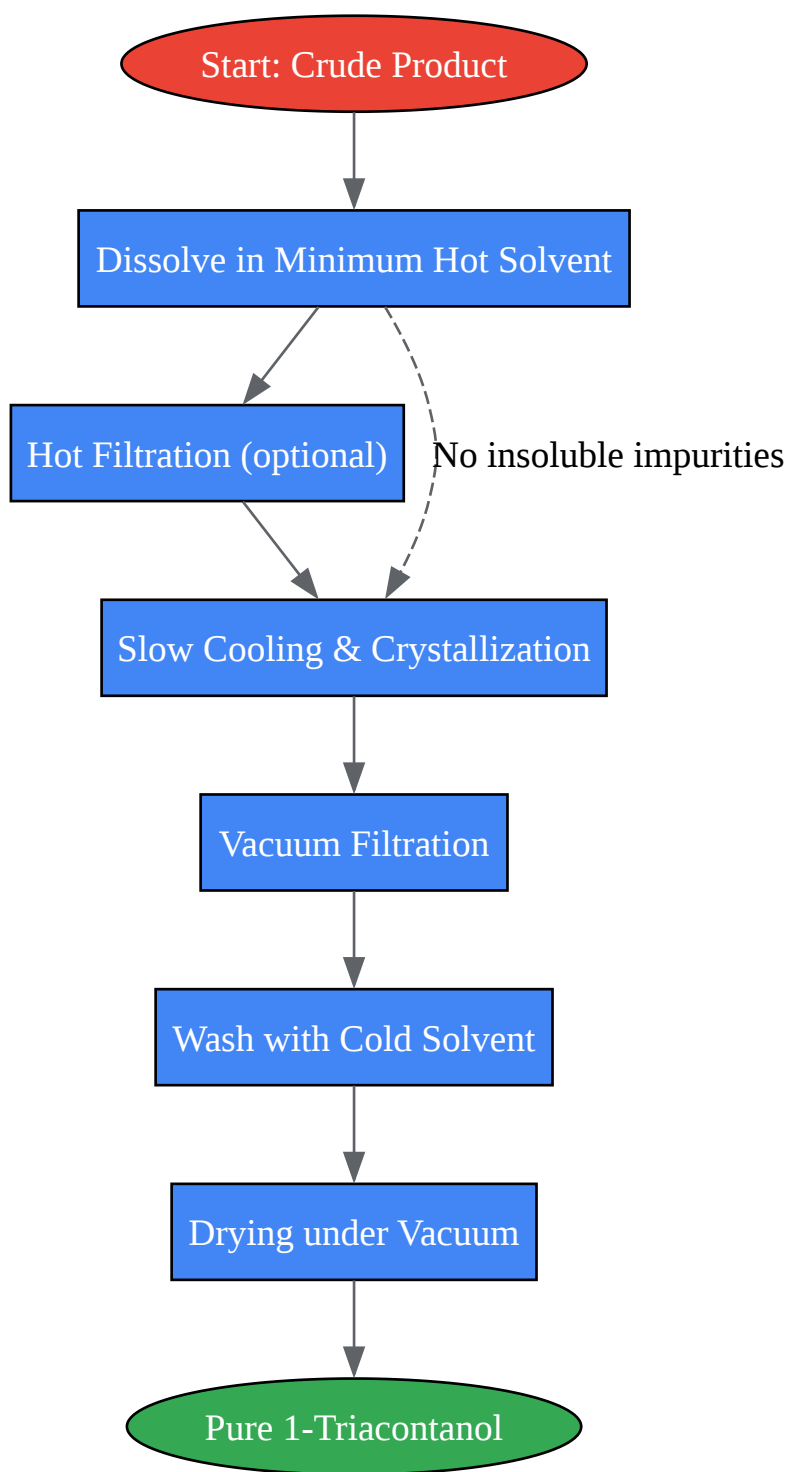 Start: Crude Product
Dissolve in Minimum Hot Solvent
Hot Filtration (optional)
No insoluble impurities
Slow Cooling & Crystallization
Vacuum Filtration
Wash with Cold Solvent
Drying under Vacuum
Pure 1-Triacontanol